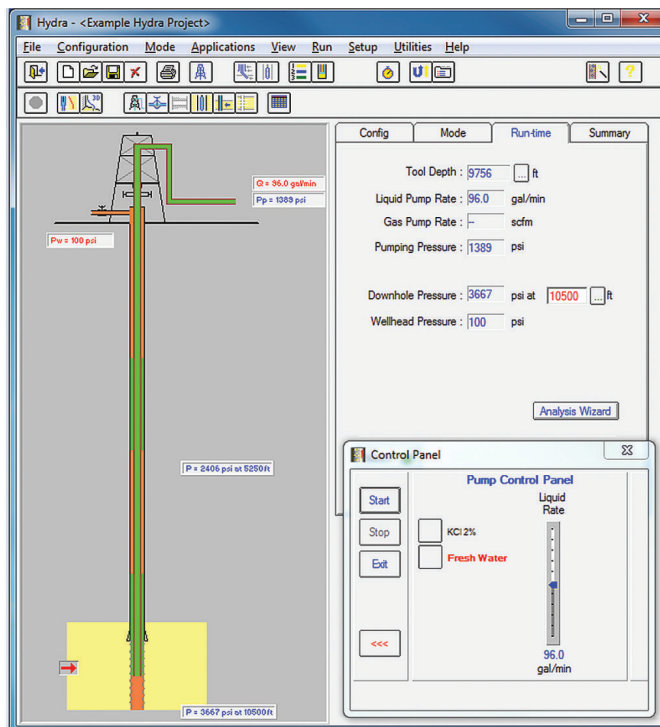 Hydra - <Example Hydra Project>
File Configuration Mode Applications View Run Setup Utilities Help
3D
Config Mode Run-time Summary
Q = 96.0 gal/min
Pp = 1389 psi
Pw = 100 psi
P = 2406 psi at 5250ft
P = 3667 psi at 10500ft
Tool Depth : 9756 ... ft
Liquid Pump Rate : 96.0 gal/min
Gas Pump Rate : -- scfm
Pumping Pressure : 1389 psi
Downhole Pressure : 3667 psi at 10500 ... ft
Wellhead Pressure : 100 psi
Analysis Wizard
Control Panel
Pump Control Panel
Start
Stop
Exit
<<<
KCl 2%
Fresh Water
Liquid
Rate
96.0
gal/min